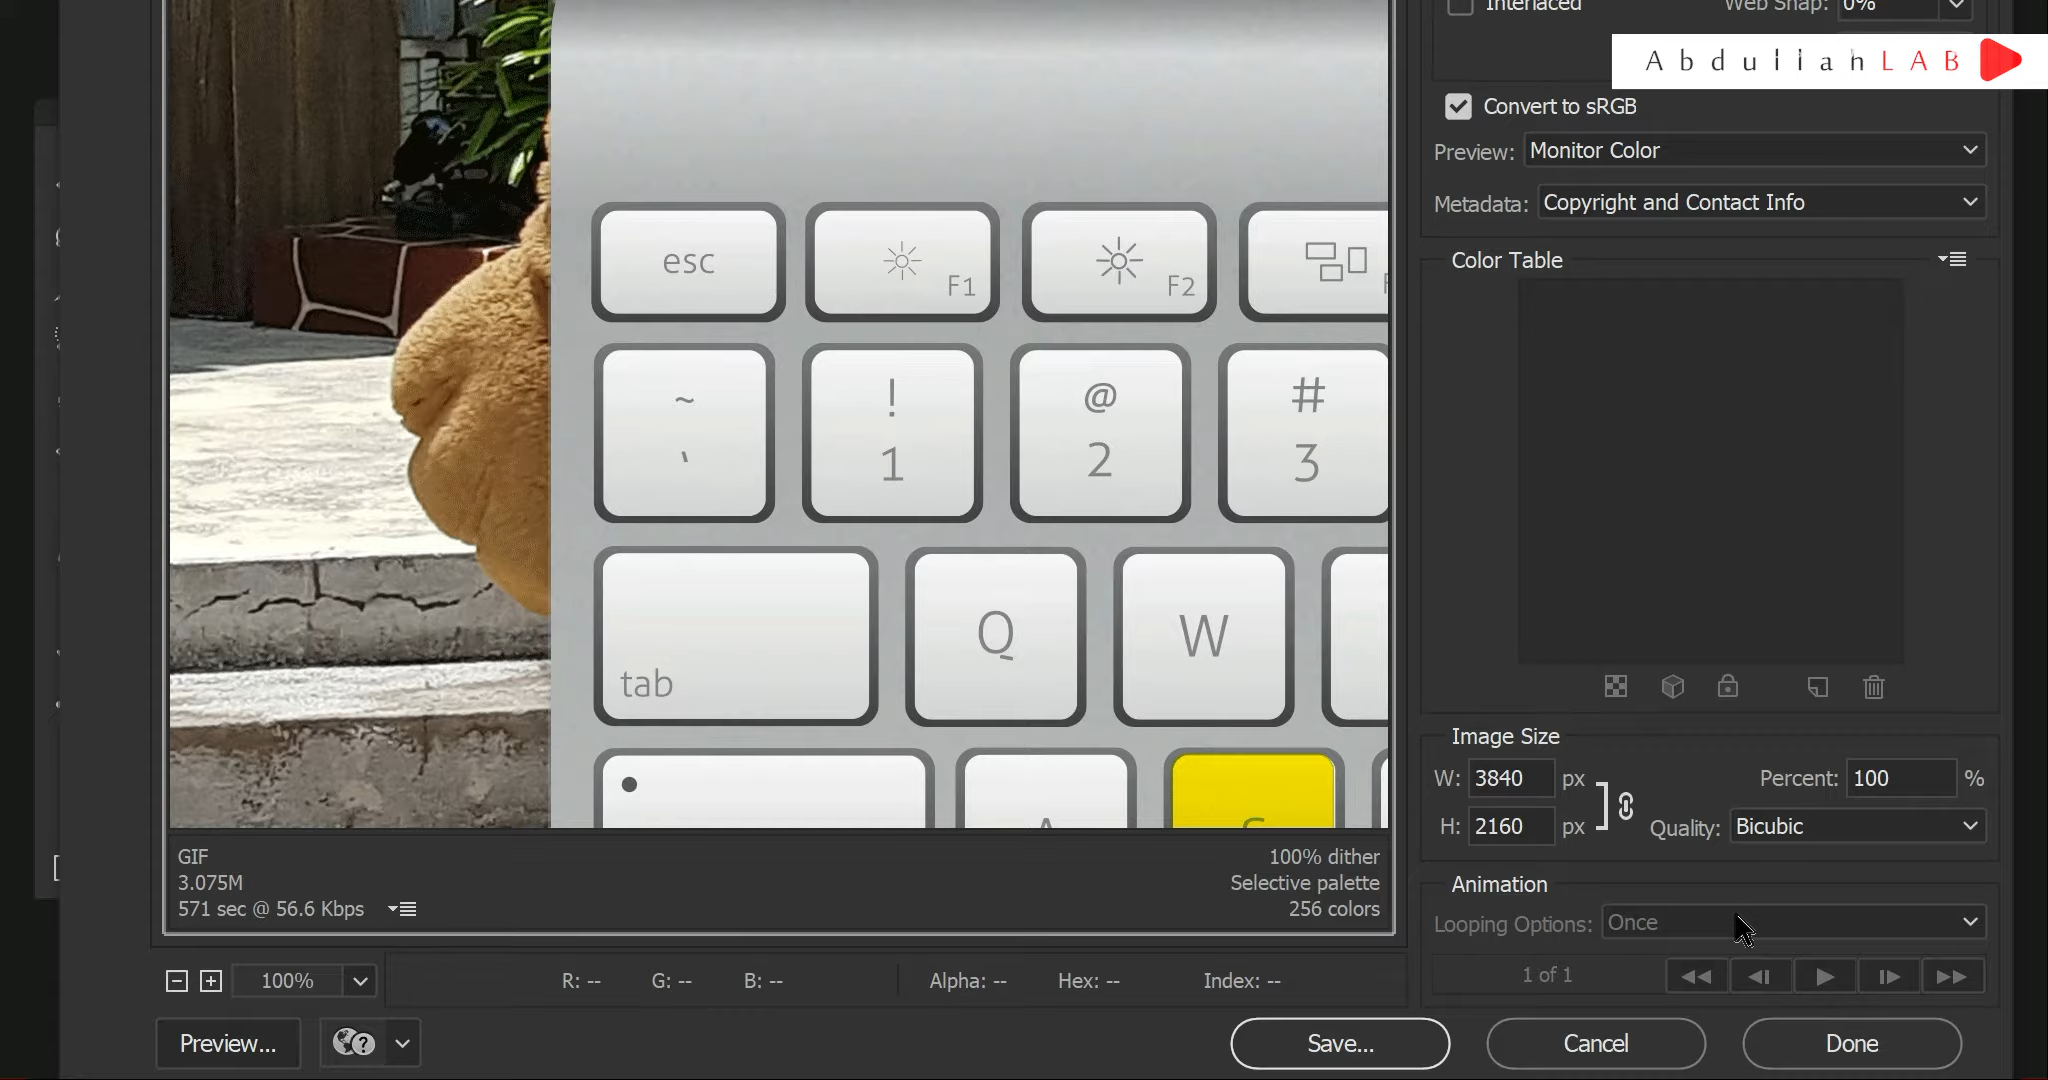 Interlaced
Web Snap: 0%
AbdullahLAB
Convert to sRGB
Preview: Monitor Color
Metadata: Copyright and Contact Info
Color Table
esc
F1
F2
~
`
!
1
@
2
#
3
tab
Q
W
A
S
Image Size
W: 3840 px
Percent: 100 %
H: 2160 px
Quality: Bicubic
GIF
3.075M
571 sec @ 56.6 Kbps
100% dither
Selective palette
256 colors
Animation
Looping Options: Once
1 of 1
100%
R: --
G: --
B: --
Alpha: --
Hex: --
Index: --
Preview...
Save...
Cancel
Done